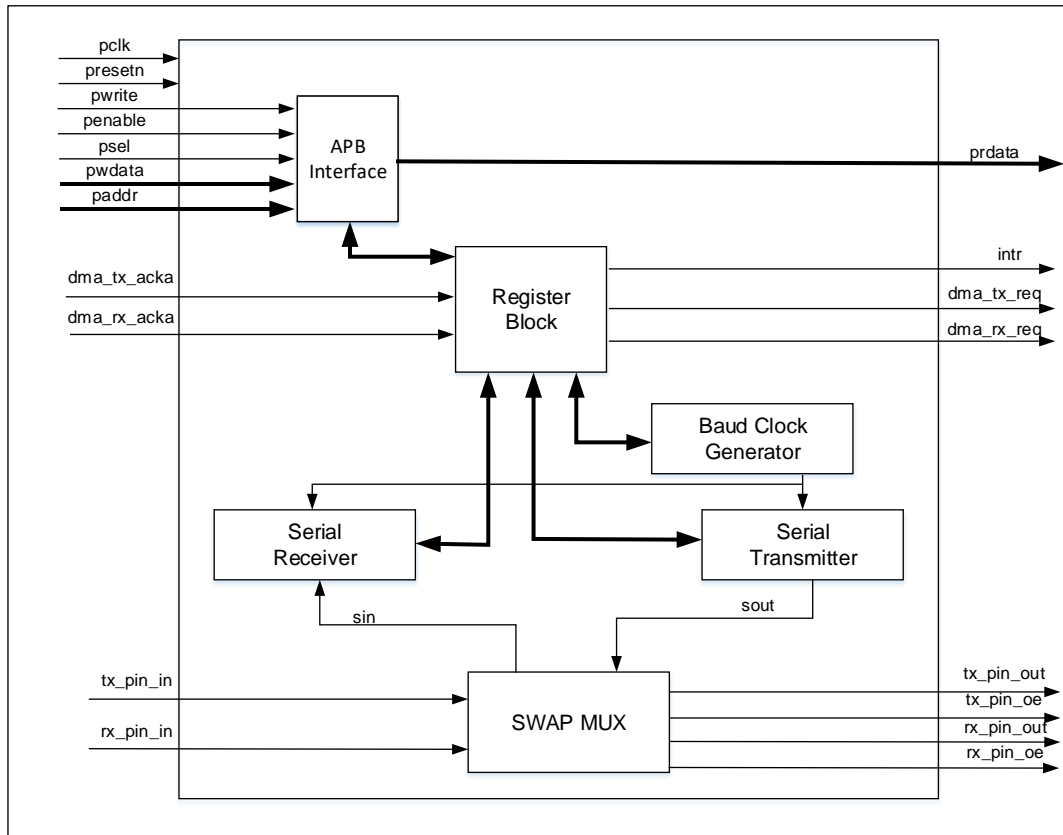 pclk
presetn
pwrite
penable
psel
pwdata
paddr
APB
Interface
prdata
dma_tx_acka
dma_rx_acka
Register
Block
intr
dma_tx_req
dma_rx_req
Baud Clock
Generator
Serial
Receiver
Serial
Transmitter
sin
sout
tx_pin_in
rx_pin_in
SWAP MUX
tx_pin_out
tx_pin_oe
rx_pin_out
rx_pin_oe